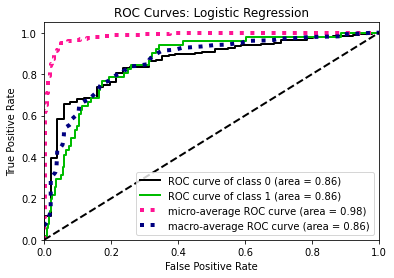 ROC Curves: Logistic Regression
True Positive Rate
1.0
0.8
0.6
0.4
0.2
0.0
ROC curve of class 0 (area = 0.86)
ROC curve of class 1 (area = 0.86)
micro-average ROC curve (area = 0.98)
macro-average ROC curve (area = 0.86)
0.0 0.2 0.4 0.6 0.8 1.0
False Positive Rate